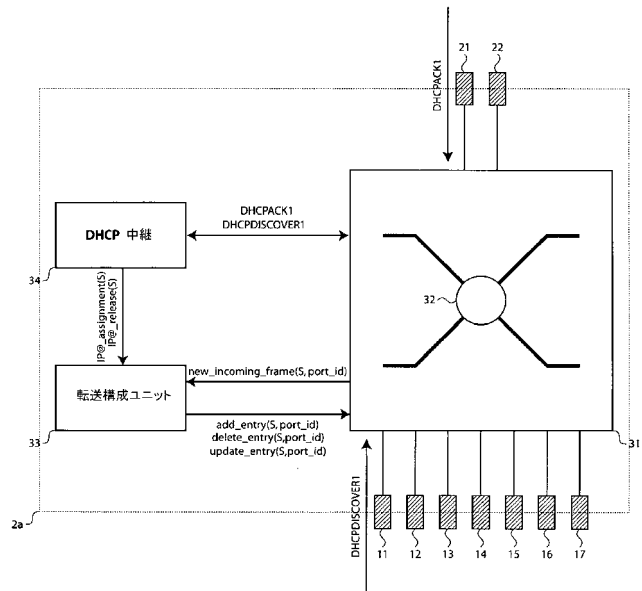 21
22
DHCPACK1
DHCPACK1
DHCPDISCOVER1
DHCP 中継
34
32
IP@_assignment(S)
IP@_release(S)
new_incoming_frame(S,port_id)
転送構成ユニット
add_entry(S,port_id)
delete_entry(S,port_id)
update_entry(S,port_id)
33
31
DHCPDISCOVER1
2a
11
12
13
14
15
16
17